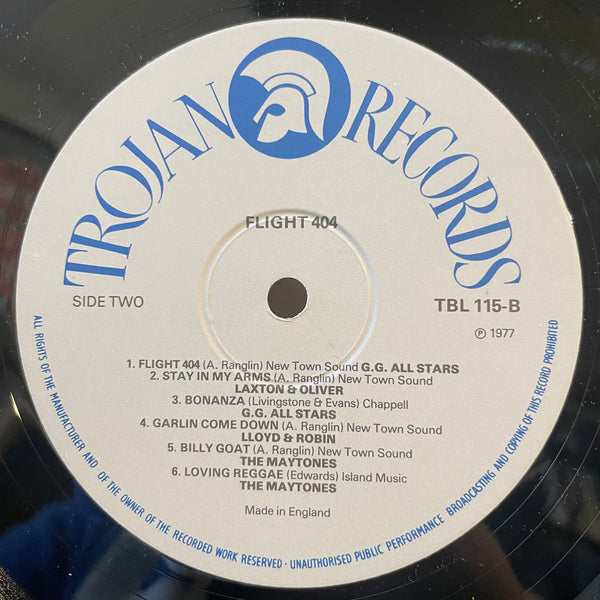 TROJAN RECORDS
FLIGHT 404
SIDE TWO
TBL 115-B
℗ 1977
1. FLIGHT 404 (A. Ranglin) New Town Sound G.G. ALL STARS
2. STAY IN MY ARMS (A. Ranglin) New Town Sound
LAXTON & OLIVER
3. BONANZA (Livingstone & Evans) Chappell
G.G. ALL STARS
4. GARLIN COME DOWN (A. Ranglin) New Town Sound
LLOYD & ROBIN
5. BILLY GOAT (A. Ranglin) New Town Sound
THE MAYTONES
6. LOVING REGGAE (Edwards) Island Music
THE MAYTONES
Made in England
ALL RIGHTS OF THE MANUFACTURER AND OF THE OWNER OF THE RECORDED WORK RESERVED - UNAUTHORISED PUBLIC PERFORMANCE BROADCASTING AND COPYING OF THIS RECORD PROHIBITED